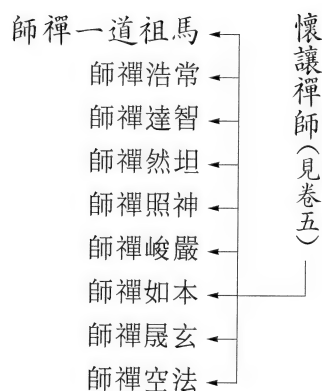 懷讓禪師(見卷五)
馬祖道一禪師
常浩禪師
智達禪師
坦然禪師
神照禪師
嚴峻禪師
本如禪師
玄晟禪師
法空禪師